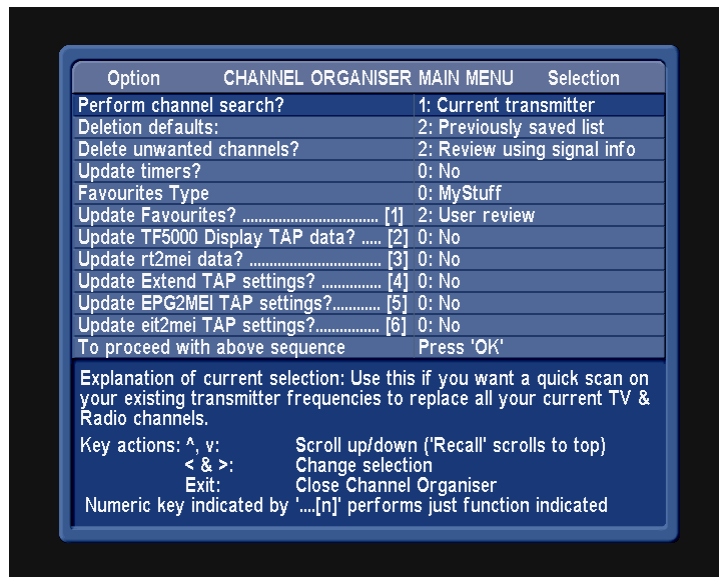 Option CHANNEL ORGANISER MAIN MENU Selection
Perform channel search? 1: Current transmitter
Deletion defaults: 2: Previously saved list
Delete unwanted channels? 2: Review using signal info
Update timers? 0: No
Favourites Type 0: MyStuff
Update Favourites? .................................. [1] 2: User review
Update TF5000 Display TAP data? ..... [2] 0: No
Update rt2mei data? ................................ [3] 0: No
Update Extend TAP settings? ............... [4] 0: No
Update EPG2MEI TAP settings?............ [5] 0: No
Update eit2mei TAP settings?................ [6] 0: No
To proceed with above sequence Press 'OK'
Explanation of current selection: Use this if you want a quick scan on
your existing transmitter frequencies to replace all your current TV &
Radio channels.
Key actions: ^, v: Scroll up/down ('Recall' scrolls to top)
< & >: Change selection
Exit: Close Channel Organiser
Numeric key indicated by '....[n]' performs just function indicated